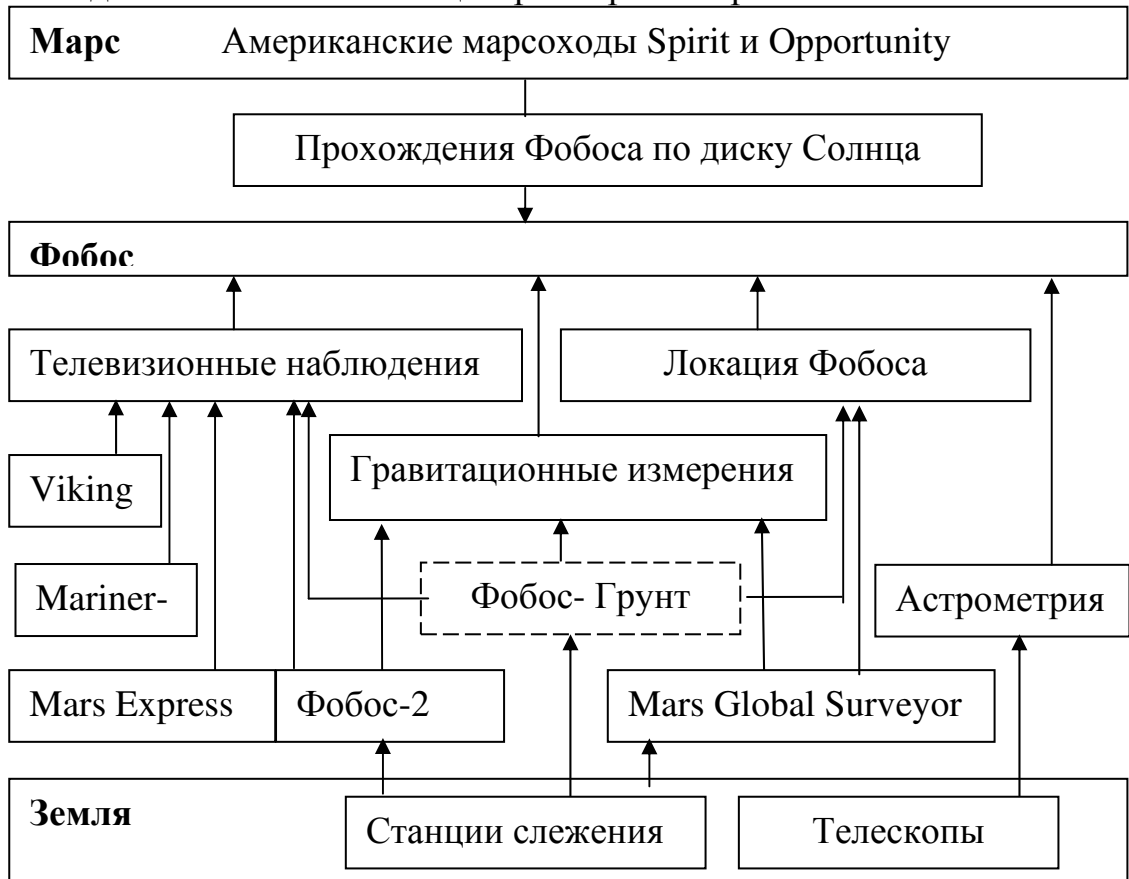 Марс Американские марсоходы Spirit и Opportunity
Прохождения Фобоса по диску Солнца
Фобос
Телевизионные наблюдения
Локация Фобоса
Гравитационные измерения
Viking
Mariner-
Фобос- Грунт
Астрометрия
Mars Express
Фобос-2
Mars Global Surveyor
Земля
Станции слежения
Телескопы